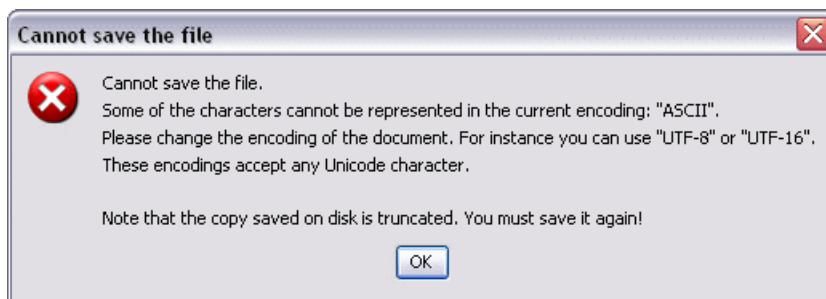 Cannot save the file
Cannot save the file.
Some of the characters cannot be represented in the current encoding: "ASCII".
Please change the encoding of the document. For instance you can use "UTF-8" or "UTF-16".
These encodings accept any Unicode character.
Note that the copy saved on disk is truncated. You must save it again!
OK